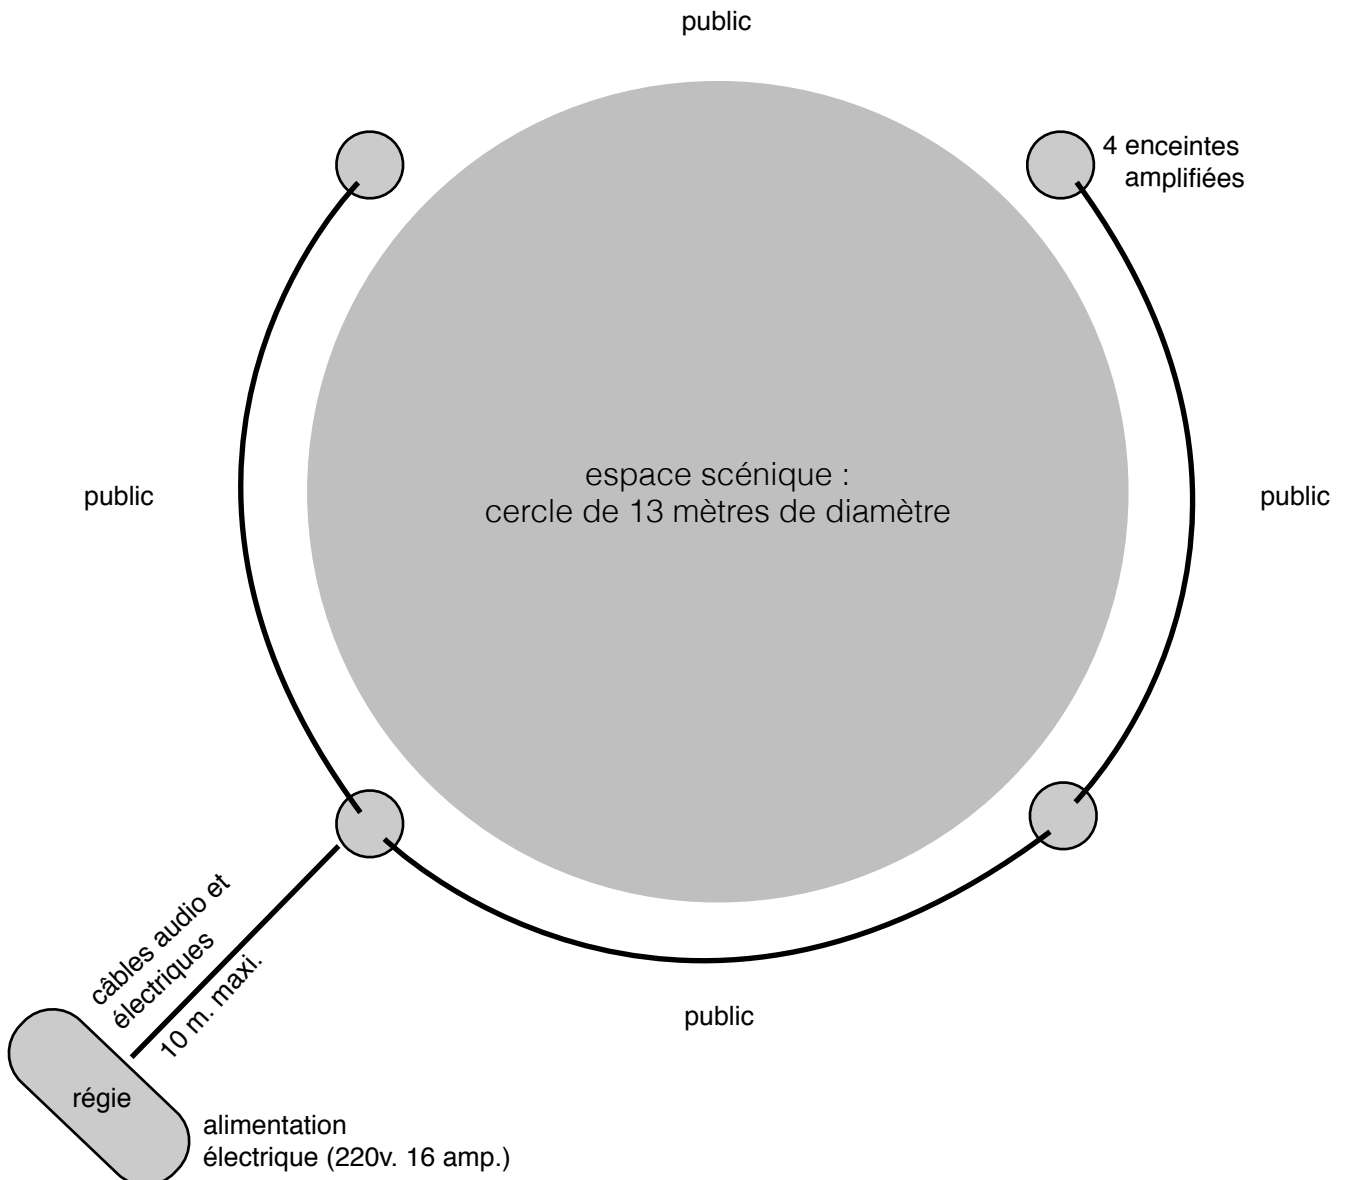 public
4 enceintes
amplifiées
espace scénique :
cercle de 13 mètres de diamètre
public
public
câbles audio et
électriques
10 m. maxi.
public
régie
alimentation
électrique (220v. 16 amp.)